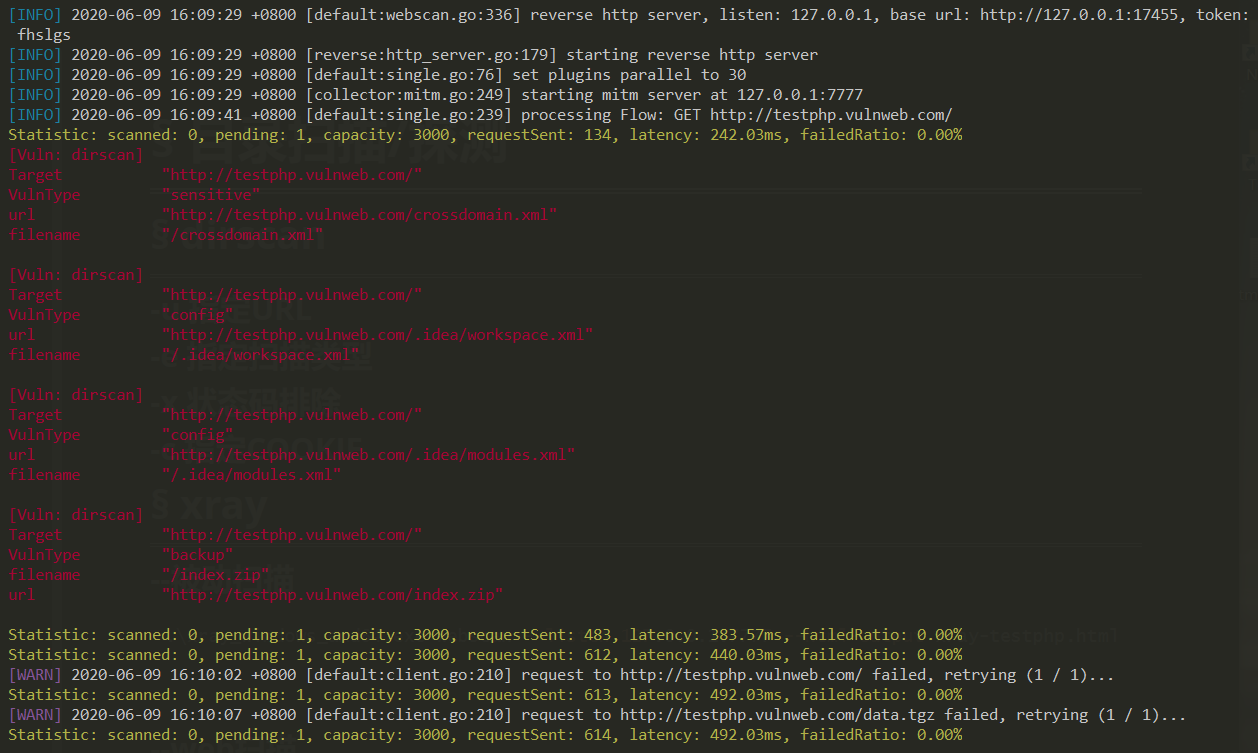 [INFO] 2020-06-09 16:09:29 +0800 [default:webscan.go:336] reverse http server, listen: 127.0.0.1, base url: http://127.0.0.1:17455, token:
fhslgs
[INFO] 2020-06-09 16:09:29 +0800 [reverse:http_server.go:179] starting reverse http server
[INFO] 2020-06-09 16:09:29 +0800 [default:single.go:76] set plugins parallel to 30
[INFO] 2020-06-09 16:09:29 +0800 [collector:mitm.go:249] starting mitm server at 127.0.0.1:7777
[INFO] 2020-06-09 16:09:41 +0800 [default:single.go:239] processing Flow: GET http://testphp.vulnweb.com/
Statistic: scanned: 0, pending: 1, capacity: 3000, requestSent: 134, latency: 242.03ms, failedRatio: 0.00%
[Vuln: dirscan]
Target "http://testphp.vulnweb.com/"
VulnType "sensitive"
url "http://testphp.vulnweb.com/crossdomain.xml"
filename "/crossdomain.xml"
[Vuln: dirscan]
Target "http://testphp.vulnweb.com/"
VulnType "config"
url "http://testphp.vulnweb.com/.idea/workspace.xml"
filename "/.idea/workspace.xml"
[Vuln: dirscan]
Target "http://testphp.vulnweb.com/"
VulnType "config"
url "http://testphp.vulnweb.com/.idea/modules.xml"
filename "/.idea/modules.xml"
§ xray
[Vuln: dirscan]
Target "http://testphp.vulnweb.com/"
VulnType "backup"
filename "/index.zip"
url "http://testphp.vulnweb.com/index.zip"
Statistic: scanned: 0, pending: 1, capacity: 3000, requestSent: 483, latency: 383.57ms, failedRatio: 0.00%
Statistic: scanned: 0, pending: 1, capacity: 3000, requestSent: 612, latency: 440.03ms, failedRatio: 0.00%
[WARN] 2020-06-09 16:10:02 +0800 [default:client.go:210] request to http://testphp.vulnweb.com/ failed, retrying (1 / 1)...
Statistic: scanned: 0, pending: 1, capacity: 3000, requestSent: 613, latency: 492.03ms, failedRatio: 0.00%
[WARN] 2020-06-09 16:10:07 +0800 [default:client.go:210] request to http://testphp.vulnweb.com/data.tgz failed, retrying (1 / 1)...
Statistic: scanned: 0, pending: 1, capacity: 3000, requestSent: 614, latency: 492.03ms, failedRatio: 0.00%